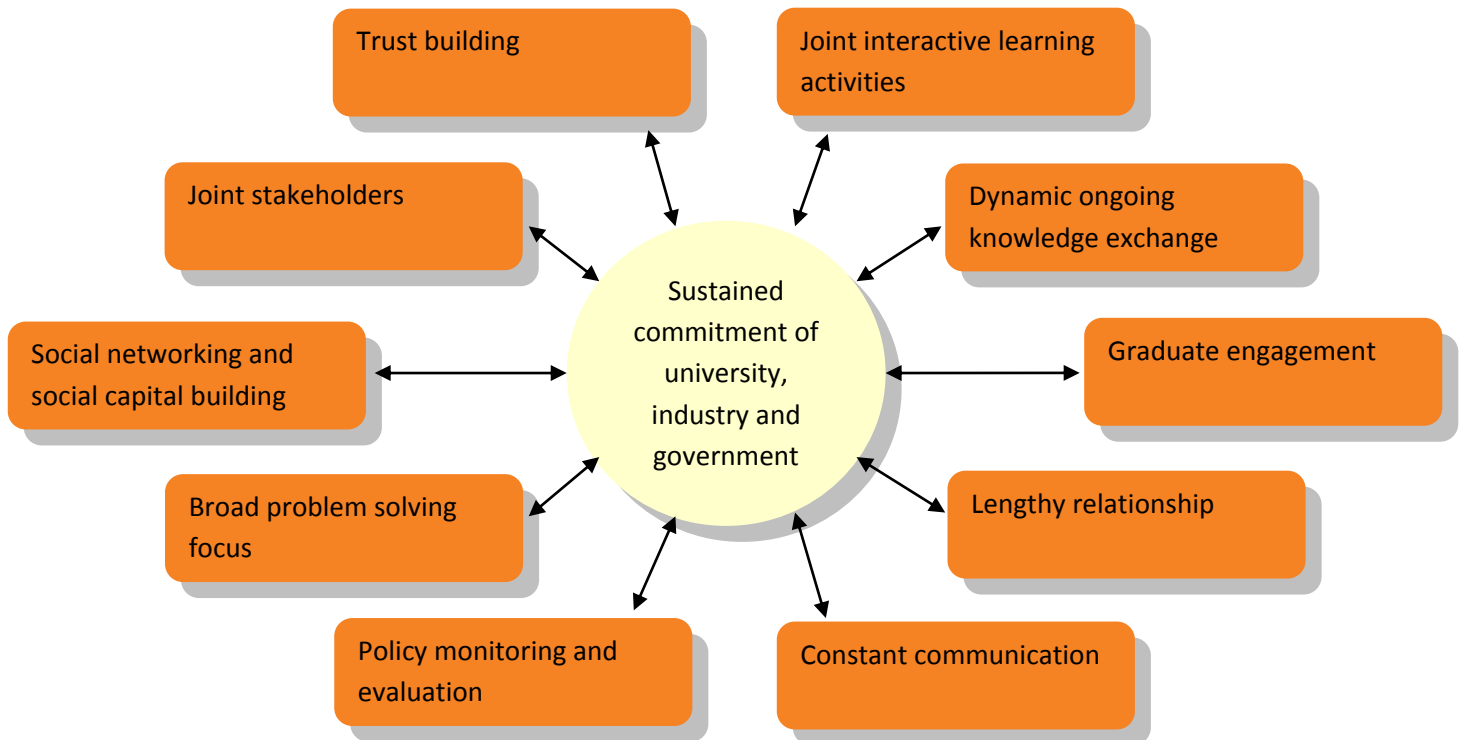 Trust building
Joint interactive learning
activities
Joint stakeholders
Dynamic ongoing
knowledge exchange
Sustained
commitment of
university,
industry and
government
Social networking and
social capital building
Graduate engagement
Broad problem solving
focus
Lengthy relationship
Policy monitoring and
evaluation
Constant communication